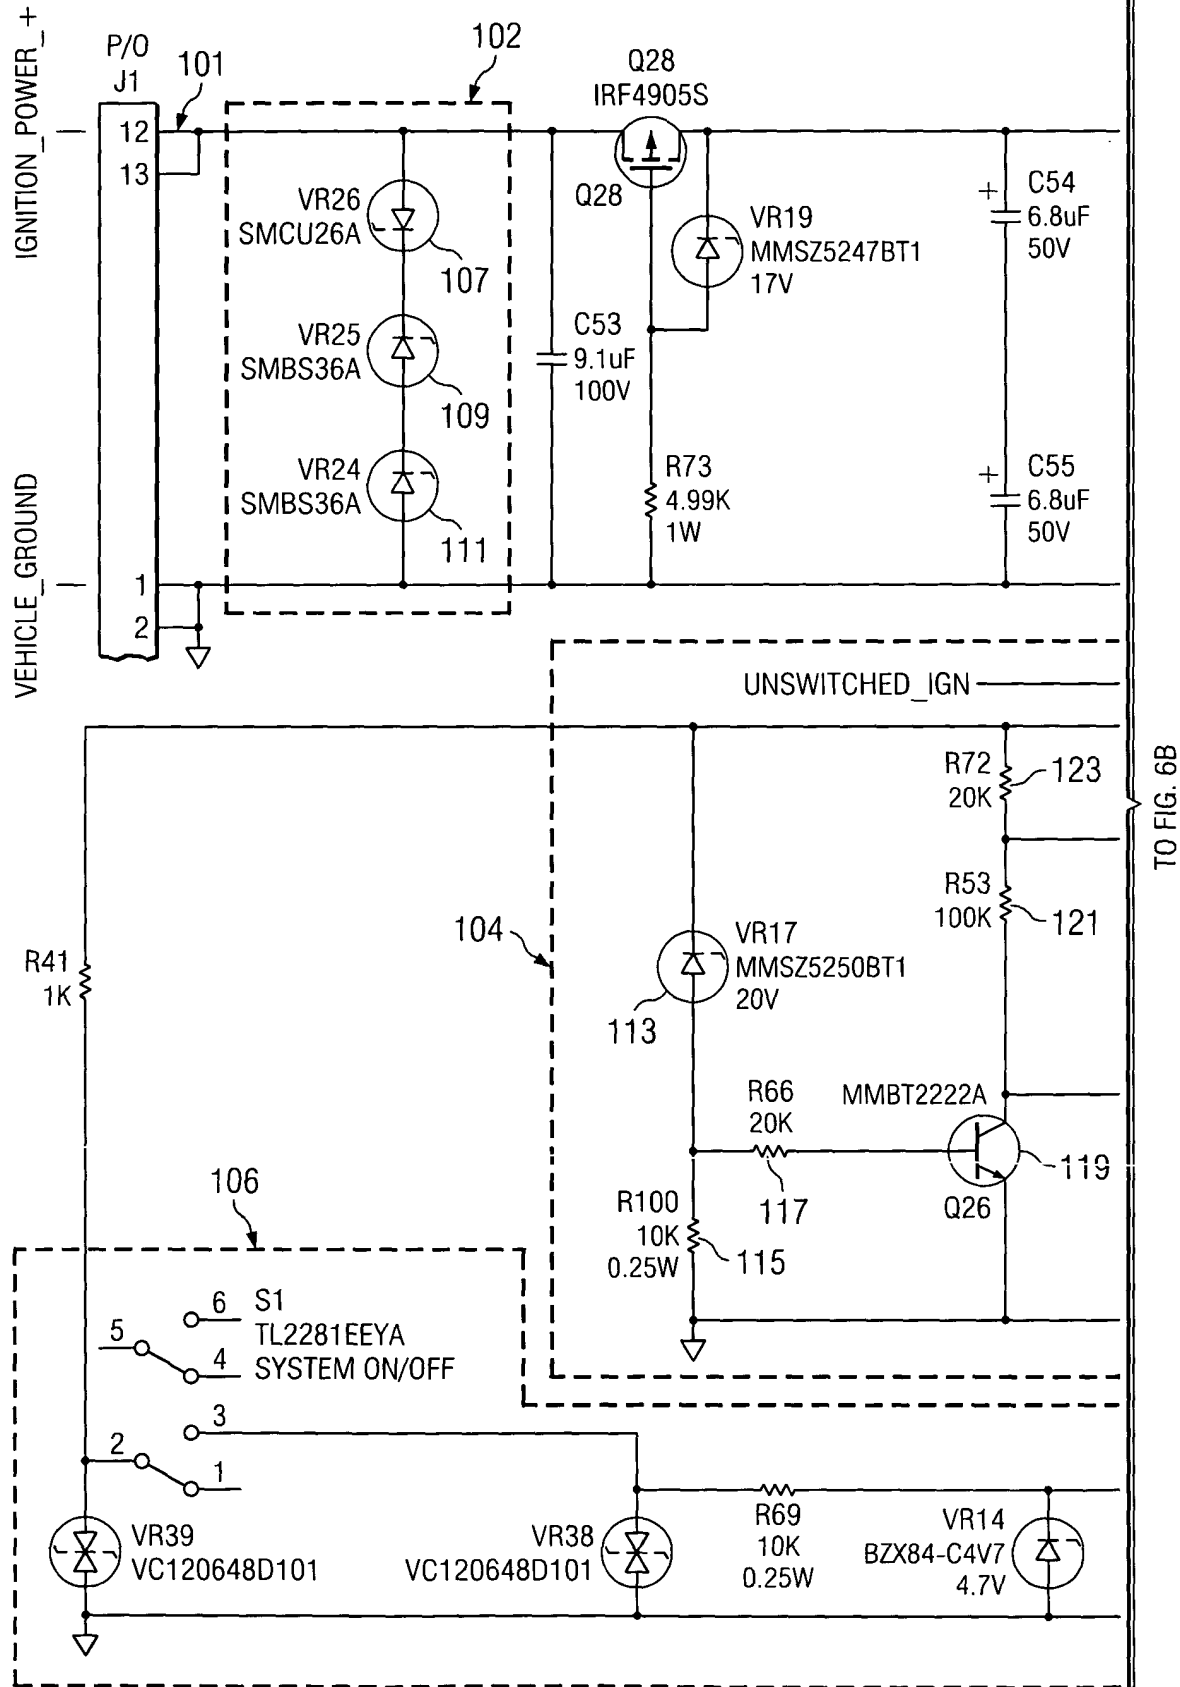 IGNITION_POWER_+
P/O
J1
101
12
13
102
VR26
SMCU26A
107
VR25
SMBS36A
109
VR24
SMBS36A
111
C53
9.1uF
100V
Q28
IRF4905S
Q28
VR19
MMSZ5247BT1
17V
R73
4.99K
1W
+
C54
6.8uF
50V
+
C55
6.8uF
50V
VEHICLE_GROUND
1
2
UNSWITCHED_IGN
R72
20K
123
R53
100K
121
TO FIG. 6B
104
VR17
MMSZ5250BT1
20V
113
R41
1K
R66
20K
117
MMBT2222A
119
Q26
R100
10K
0.25W
115
106
6
S1
TL2281EEYA
SYSTEM ON/OFF
5
4
3
2
1
VR39
VC120648D101
VR38
VC120648D101
R69
10K
0.25W
VR14
BZX84-C4V7
4.7V